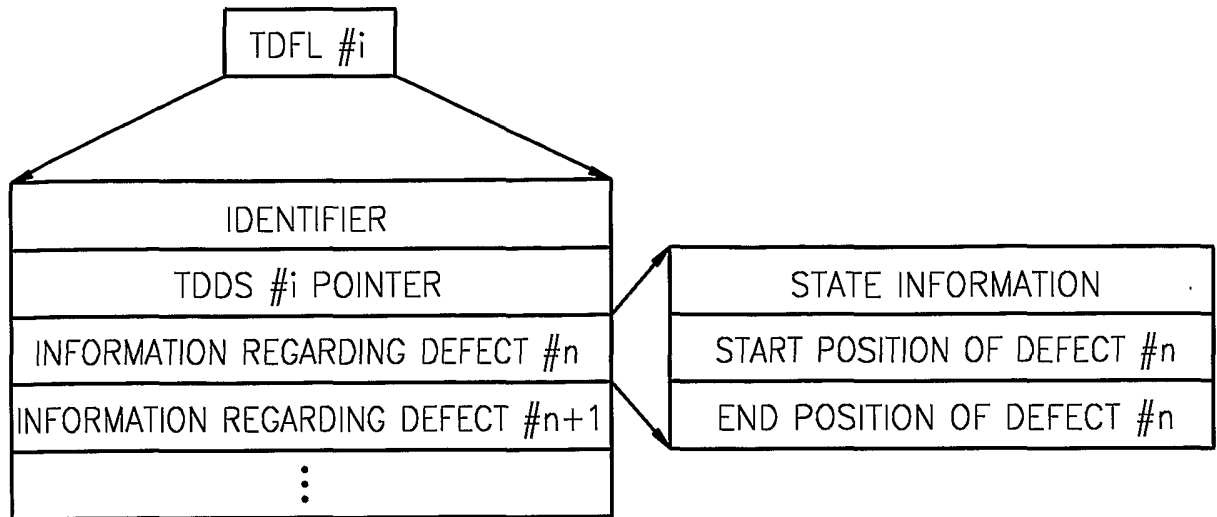 TDFL #i
IDENTIFIER
TDDS #i POINTER
INFORMATION REGARDING DEFECT #n
INFORMATION REGARDING DEFECT #n+1
STATE INFORMATION
START POSITION OF DEFECT #n
END POSITION OF DEFECT #n